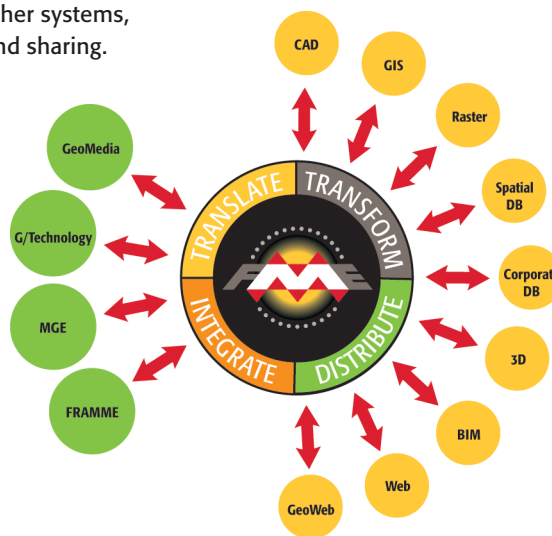 her systems,
nd sharing.
CAD
GIS
Raster
Spatial
DB
Corporat
DB
3D
BIM
Web
GeoWeb
GeoMedia
G/Technology
MGE
FRAMME
TRANSLATE
TRANSFORM
DISTRIBUTE
INTEGRATE
FME